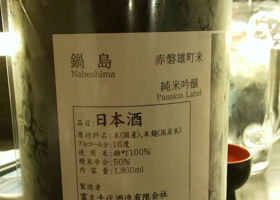 鍋島
Nabeshima
赤磐雄町米
純米吟醸
Passion Label
品目:日本酒
原材料名:米(国産)、米麹(国産米)
アルコール分:16度
使用米:雄町100%
精米歩合:50%
内容量:1,800ml
製造者
富久千代酒造有限会社